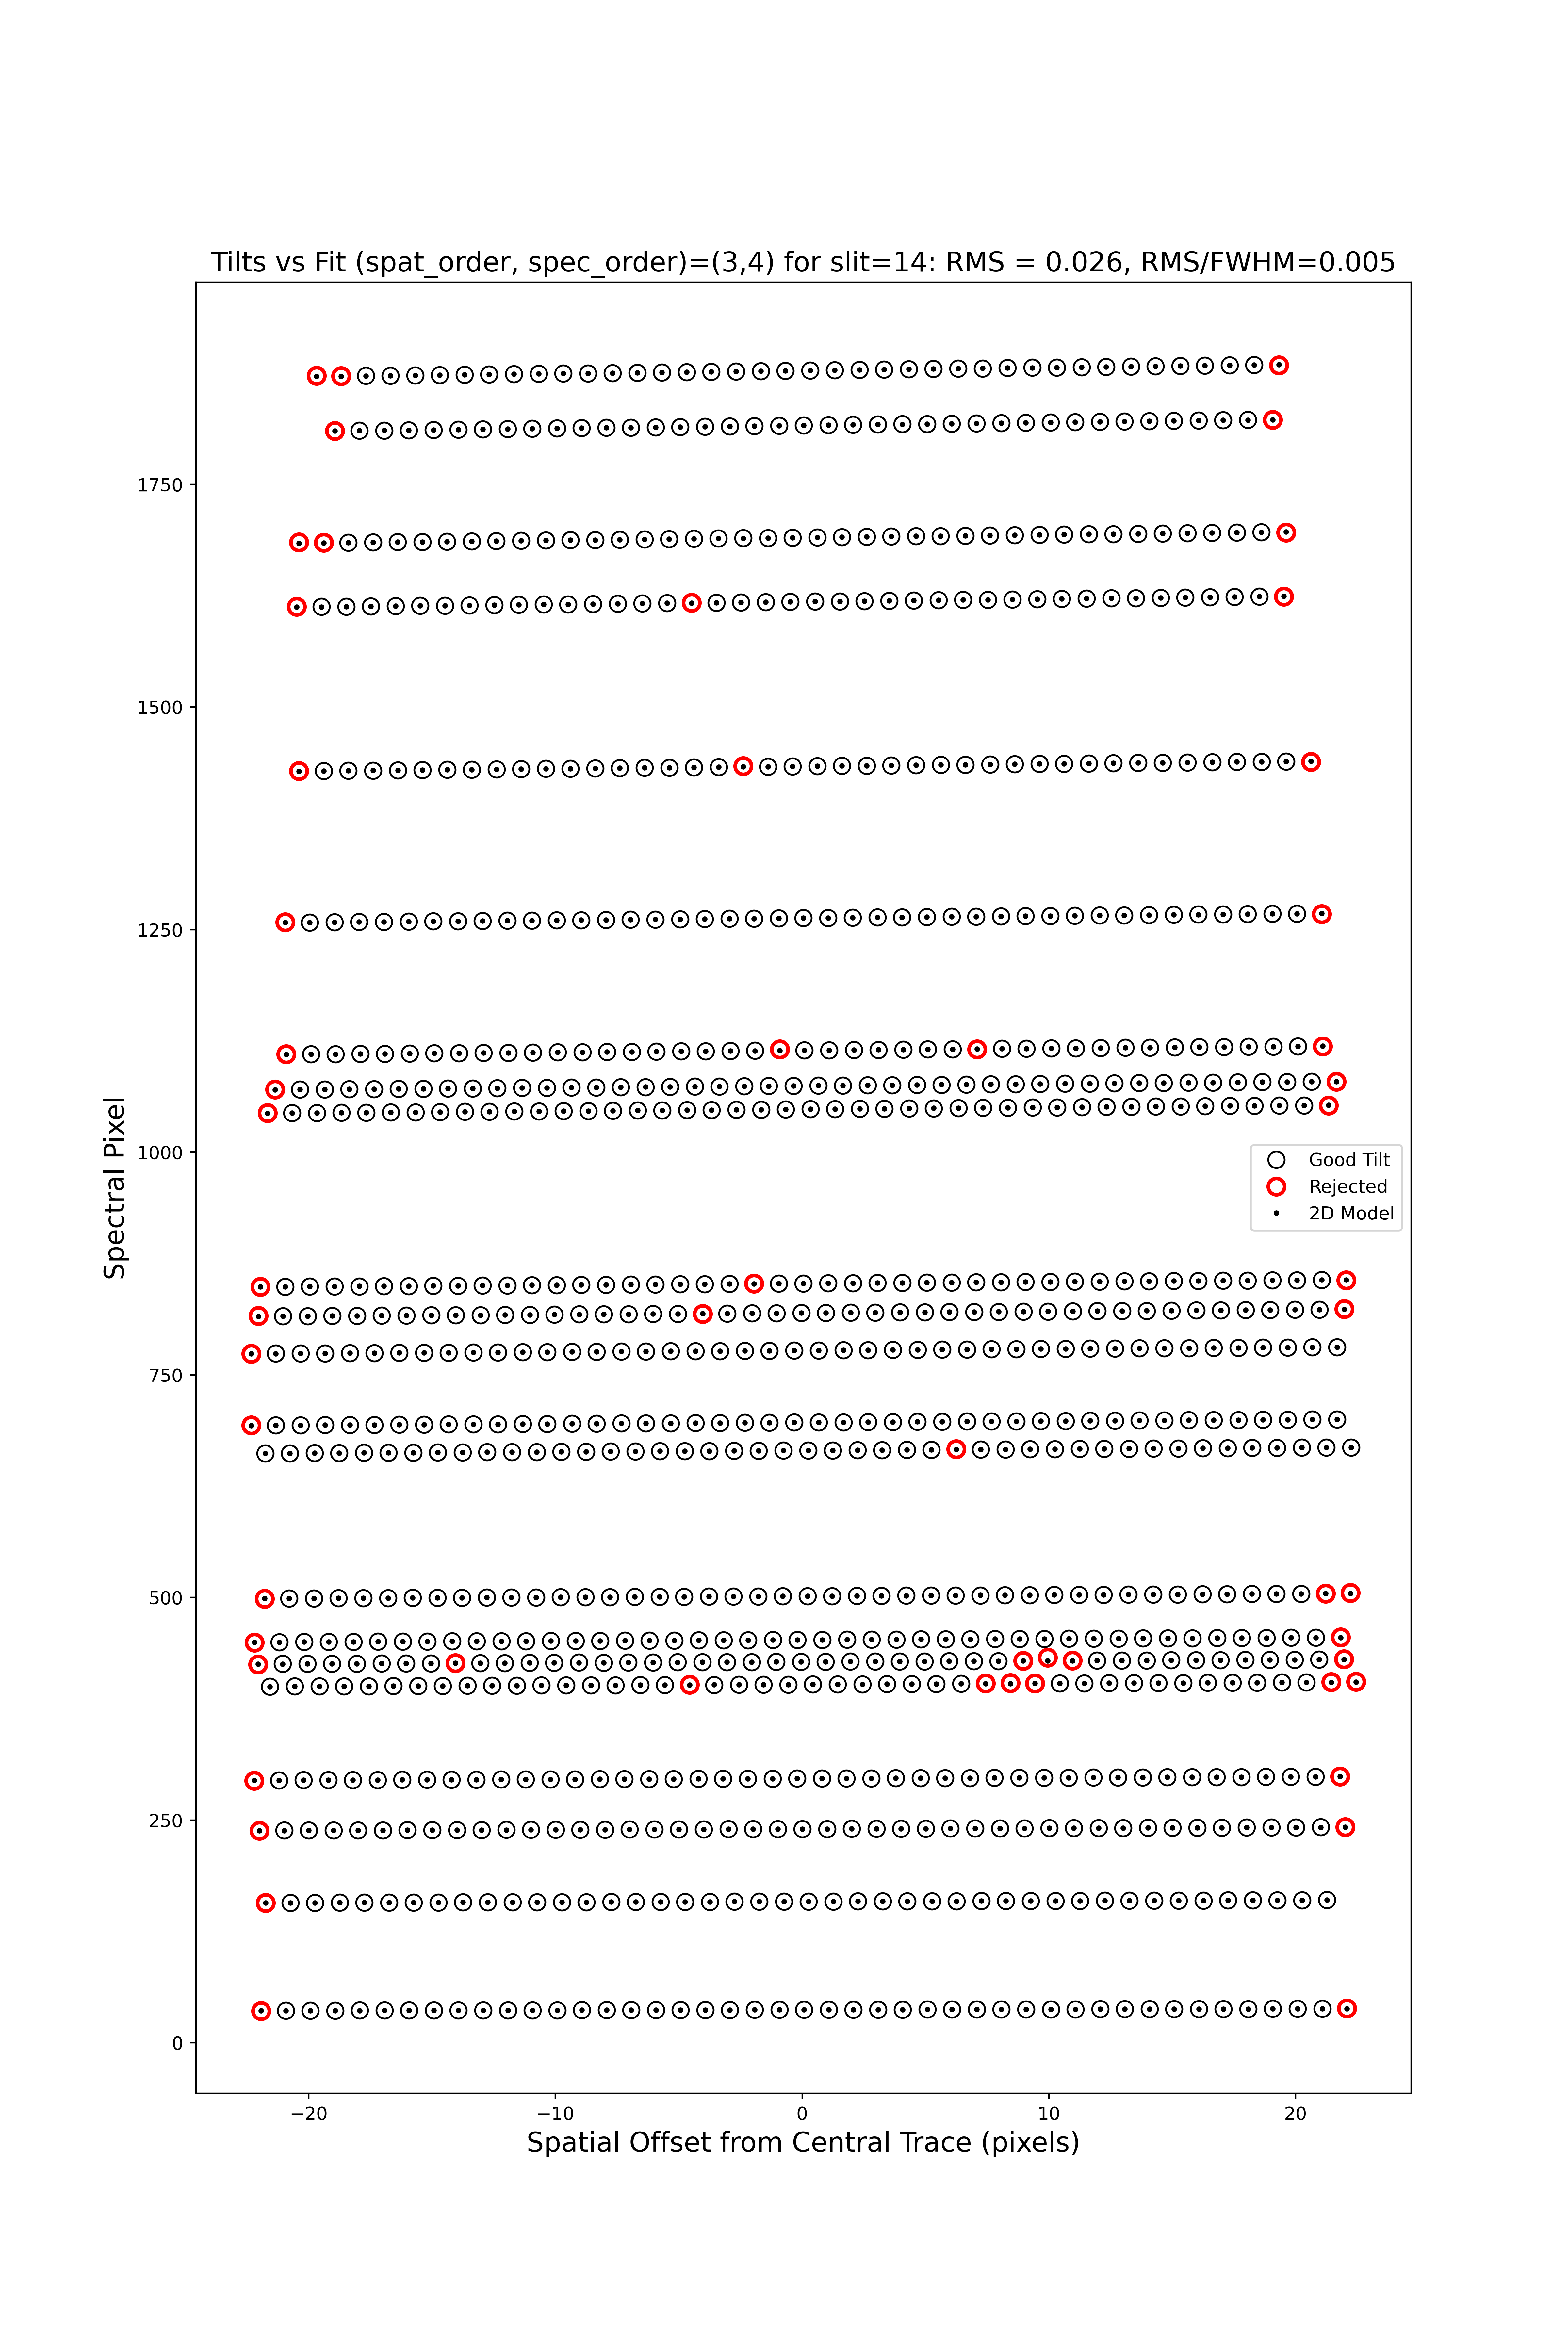 Tilts vs Fit (spat_order, spec_order)=(3,4) for slit=14: RMS = 0.026, RMS/FWHM=0.005
1750
1500
1250
1000
750
500
250
0
Spectral Pixel
Good Tilt
Rejected
2D Model
−20
−10
0
10
20
Spatial Offset from Central Trace (pixels)